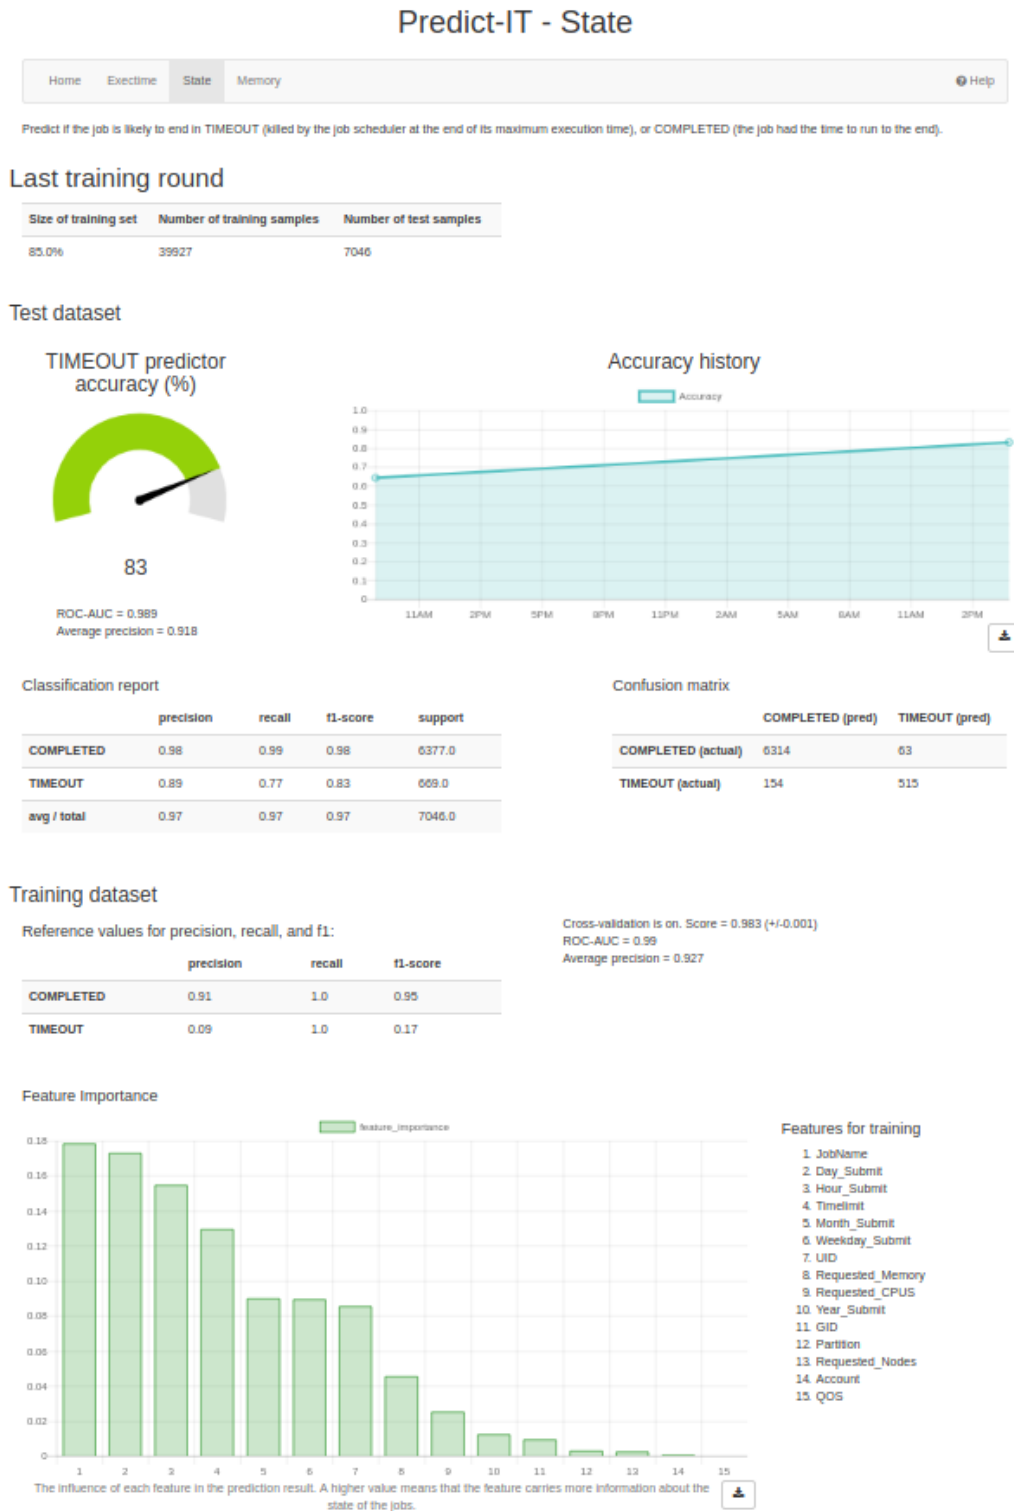 Predict-IT - State
Home Exectime State Memory Help
Predict if the job is likely to end in TIMEOUT (killed by the job scheduler at the end of its maximum execution time), or COMPLETED (the job had the time to run to the end).
Last training round
Size of training set Number of training samples Number of test samples
85.0% 39927 7046
Test dataset
TIMEOUT predictor
accuracy (%)
83
ROC-AUC = 0.989
Average precision = 0.918
Accuracy history
Accuracy
1.0
0.9
0.8
0.7
0.6
0.5
0.4
0.3
0.2
0.1
0
11AM 2PM 5PM 8PM 11PM 2AM 5AM 8AM 11AM 2PM
Classification report
precision recall f1-score support
COMPLETED 0.98 0.99 0.98 6377.0
TIMEOUT 0.89 0.77 0.83 669.0
avg / total 0.97 0.97 0.97 7046.0
Confusion matrix
COMPLETED (pred) TIMEOUT (pred)
COMPLETED (actual) 6314 63
TIMEOUT (actual) 154 515
Training dataset
Reference values for precision, recall, and f1:
precision recall f1-score
COMPLETED 0.91 1.0 0.95
TIMEOUT 0.09 1.0 0.17
Cross-validation is on. Score = 0.983 (+/-0.001)
ROC-AUC = 0.99
Average precision = 0.927
Feature Importance
feature_importance
0.18
0.16
0.14
0.12
0.10
0.08
0.06
0.04
0.02
0
1 2 3 4 5 6 7 8 9 10 11 12 13 14 15
The influence of each feature in the prediction result. A higher value means that the feature carries more information about the
state of the jobs.
Features for training
1. JobName
2. Day_Submit
3. Hour_Submit
4. Timelimit
5. Month_Submit
6. Weekday_Submit
7. UID
8. Requested_Memory
9. Requested_CPUS
10. Year_Submit
11. GID
12. Partition
13. Requested_Nodes
14. Account
15. QOS